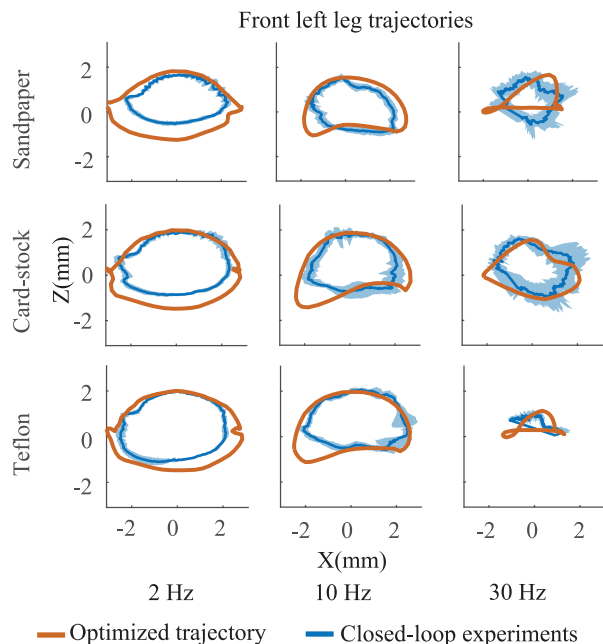 Front left leg trajectories
Sandpaper
2
0
-2
Card-stock
Z(mm)
2
0
-2
Teflon
2
0
-2
-2 0 2 -2 0 2 -2 0 2
X(mm)
2 Hz 10 Hz 30 Hz
Optimized trajectory Closed-loop experiments